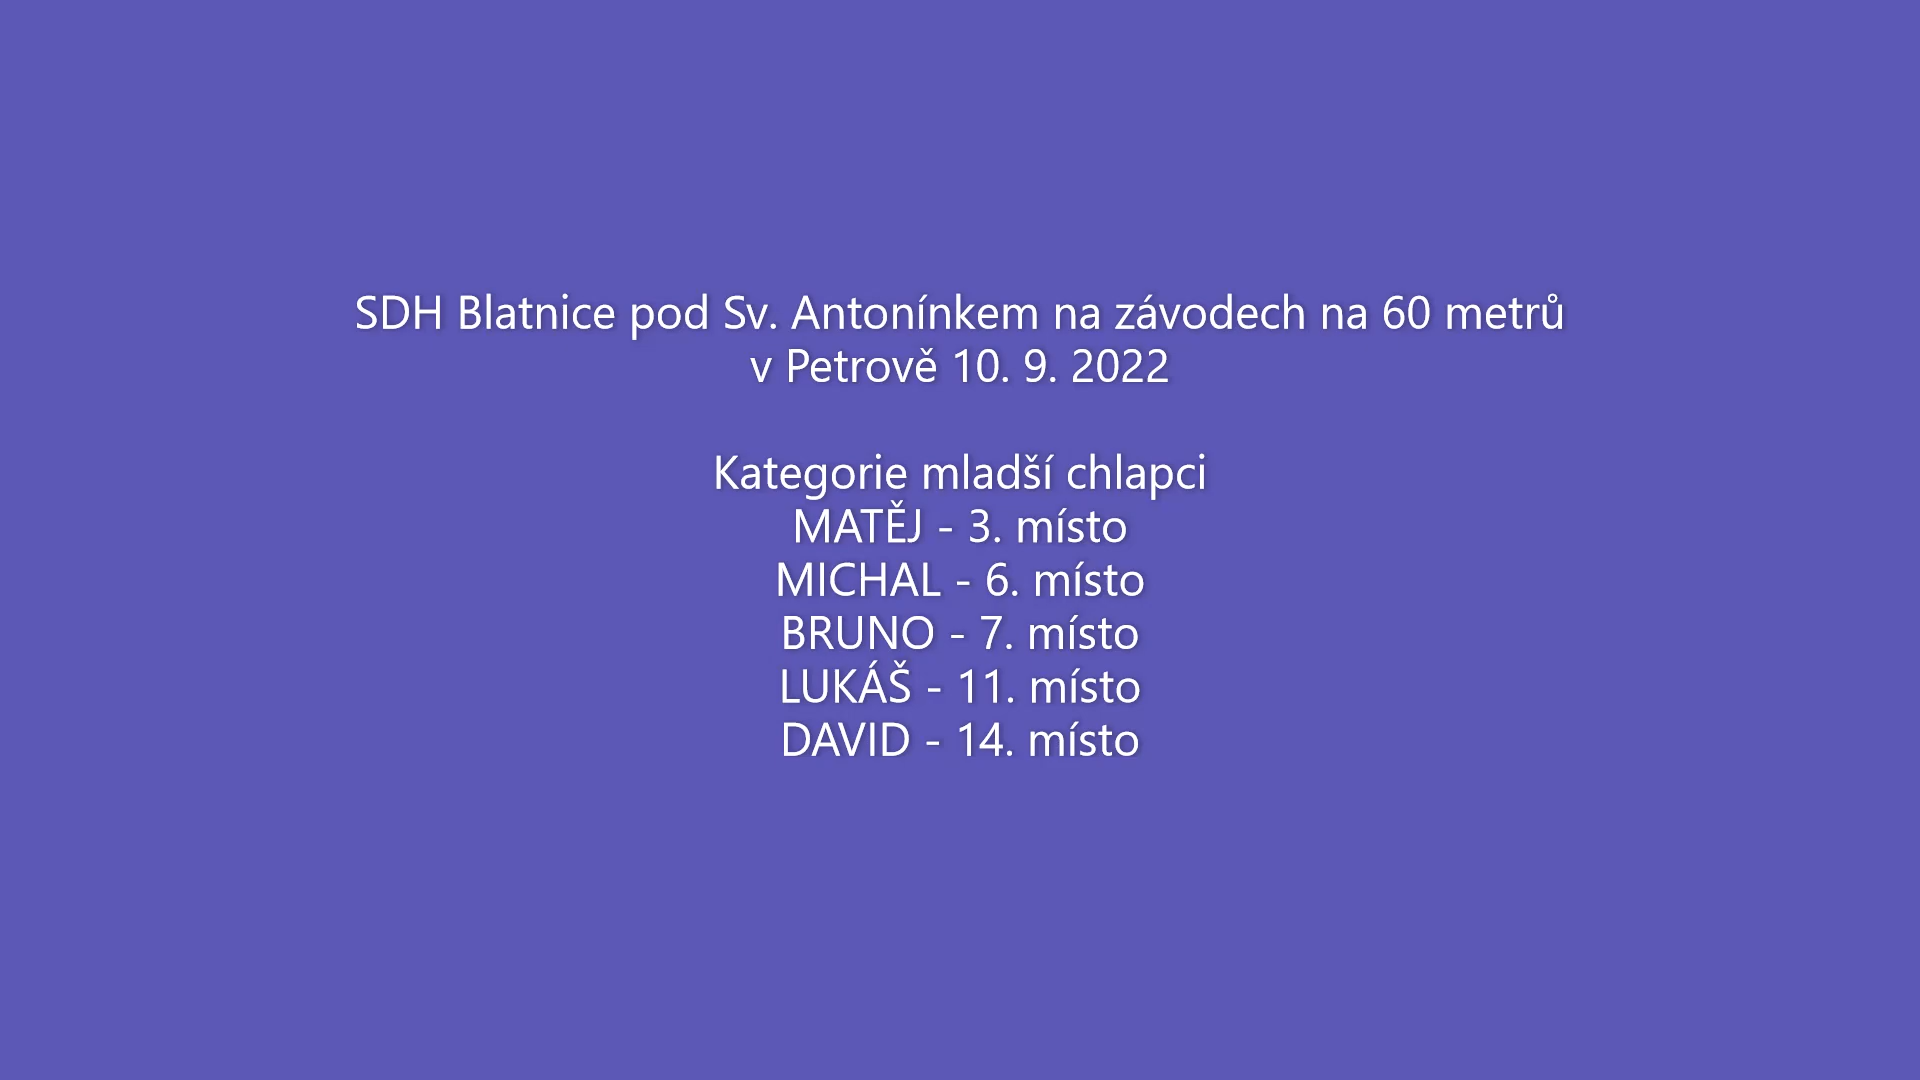 SDH Blatnice pod Sv. Antonínkem na závodech na 60 metrů
v Petrově 10. 9. 2022
Kategorie mladší chlapci
MATĚJ - 3. místo
MICHAL - 6. místo
BRUNO - 7. místo
LUKÁŠ - 11. místo
DAVID - 14. místo